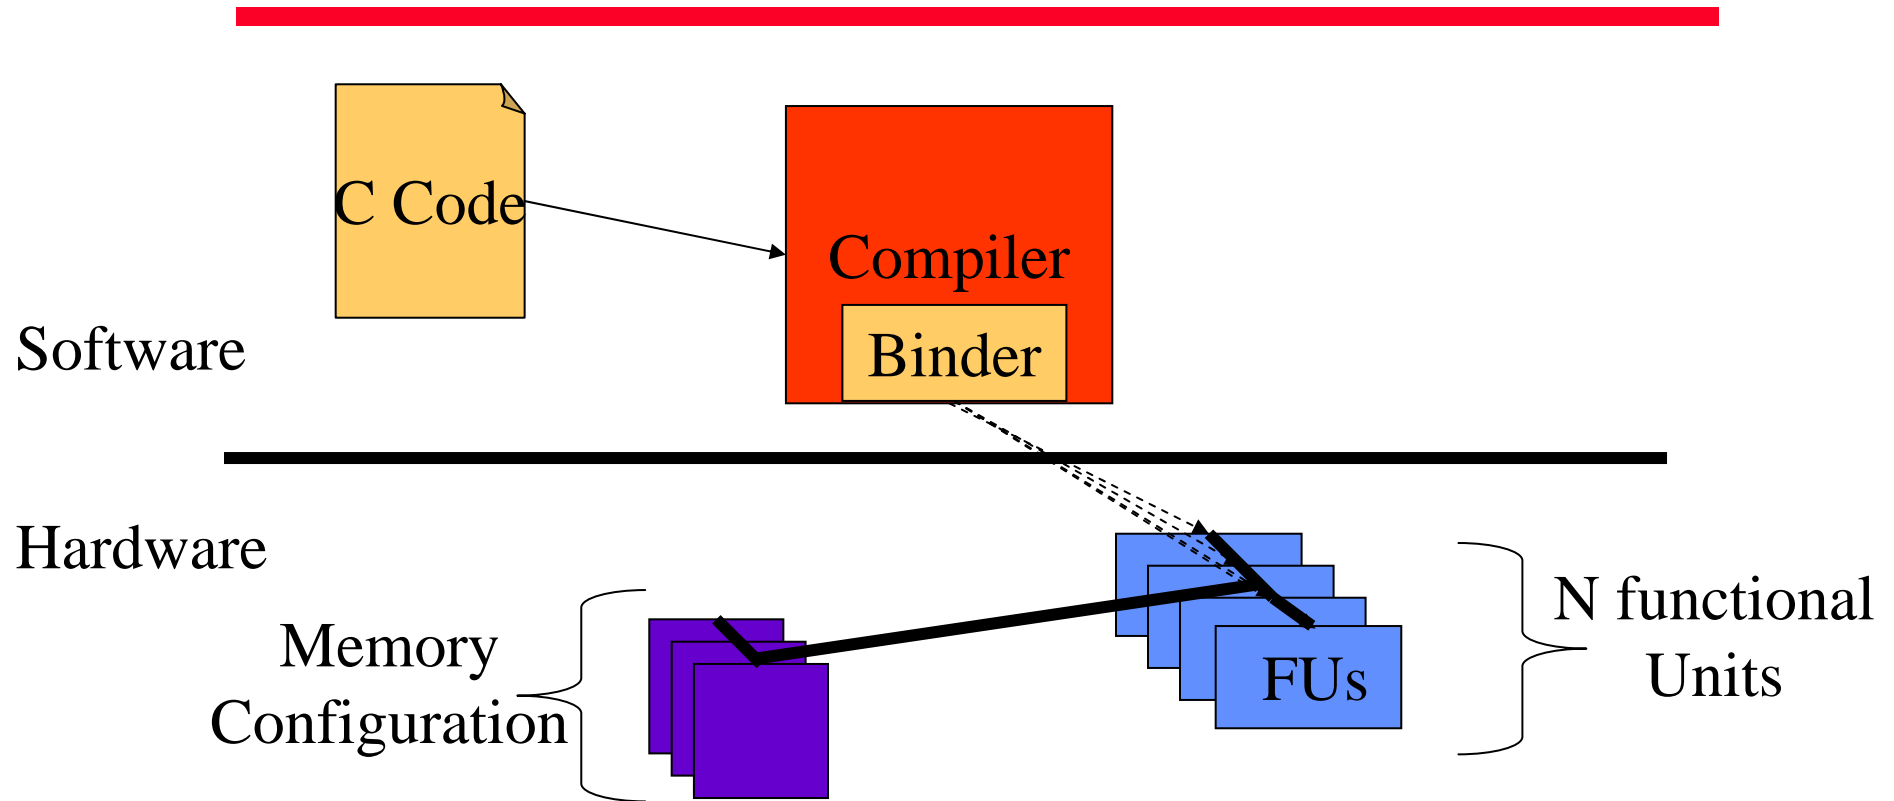 C Code
Compiler
Binder
Software
Hardware
Memory
Configuration
FUs
N functional
Units